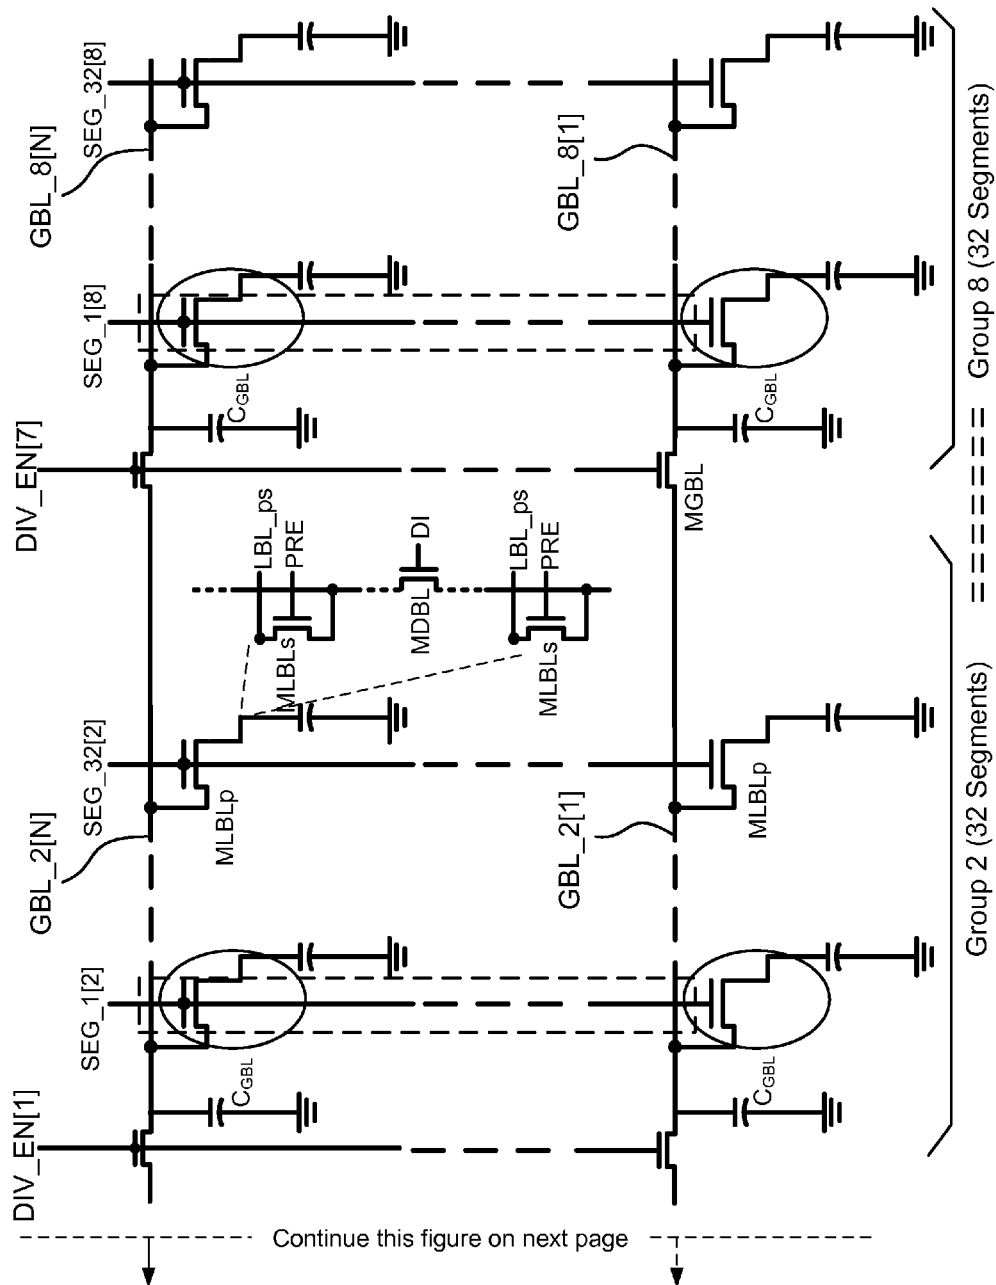 DIV_EN[1]
SEG_1[2]
GBL_2[N]
SEG_32[2]
DIV_EN[7]
SEG_1[8]
GBL_8[N]
SEG_32[8]
CGBL
MLBLp
MLBLs
LBL_ps
PRE
MDBL
DI
MLBLs
LBL_ps
PRE
CGBL
GBL_2[1]
GBL_8[1]
CGBL
MLBLp
MGBL
CGBL
Group 2 (32 Segments)
Group 8 (32 Segments)
Continue this figure on next page